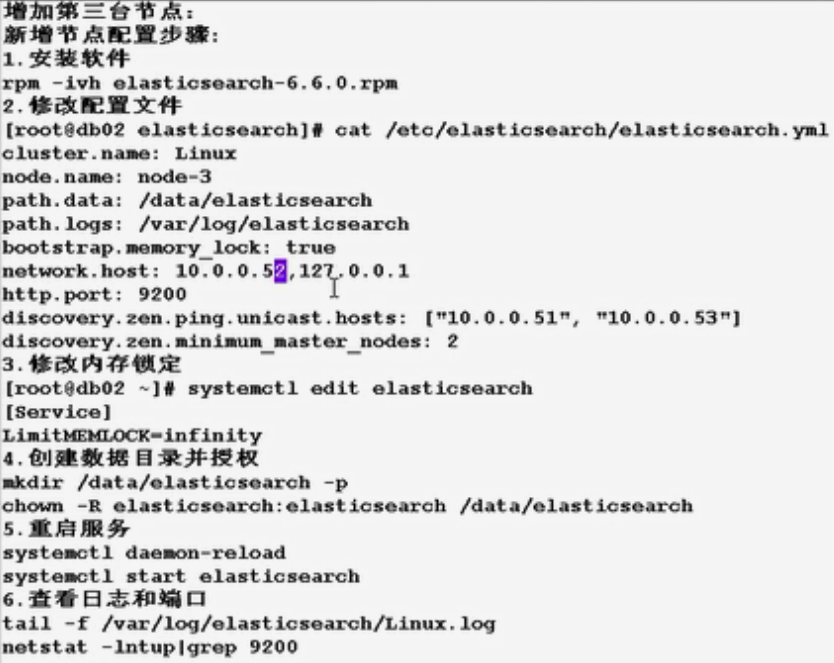 增加第三台节点:
新增节点配置步骤:
1.安装软件
rpm -ivh elasticsearch-6.6.0.rpm
2.修改配置文件
[root@db02 elasticsearch]# cat /etc/elasticsearch/elasticsearch.yml
cluster.name: Linux
node.name: node-3
path.data: /data/elasticsearch
path.logs: /var/log/elasticsearch
bootstrap.memory_lock: true
network.host: 10.0.0.52,127.0.0.1
http.port: 9200
discovery.zen.ping.unicast.hosts: ["10.0.0.51", "10.0.0.53"]
discovery.zen.minimum_master_nodes: 2
3.修改内存锁定
[root@db02 ~]# systemctl edit elasticsearch
[Service]
LimitMEMLOCK=infinity
4.创建数据目录并授权
mkdir /data/elasticsearch -p
chown -R elasticsearch:elasticsearch /data/elasticsearch
5.重启服务
systemctl daemon-reload
systemctl start elasticsearch
6.查看日志和端口
tail -f /var/log/elasticsearch/Linux.log
netstat -lntup|grep 9200